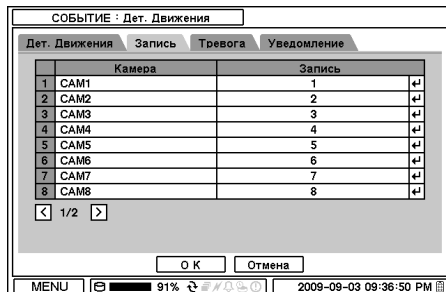 СОБЫТИЕ : Дет. Движения
Дет. Движения Запись Тревога Уведомление
Камера Запись
1 CAM1 1
2 CAM2 2
3 CAM3 3
4 CAM4 4
5 CAM5 5
6 CAM6 6
7 CAM7 7
8 CAM8 8
< 1/2 >
O K Отмена
MENU 91% 2009-09-03 09:36:50 PM